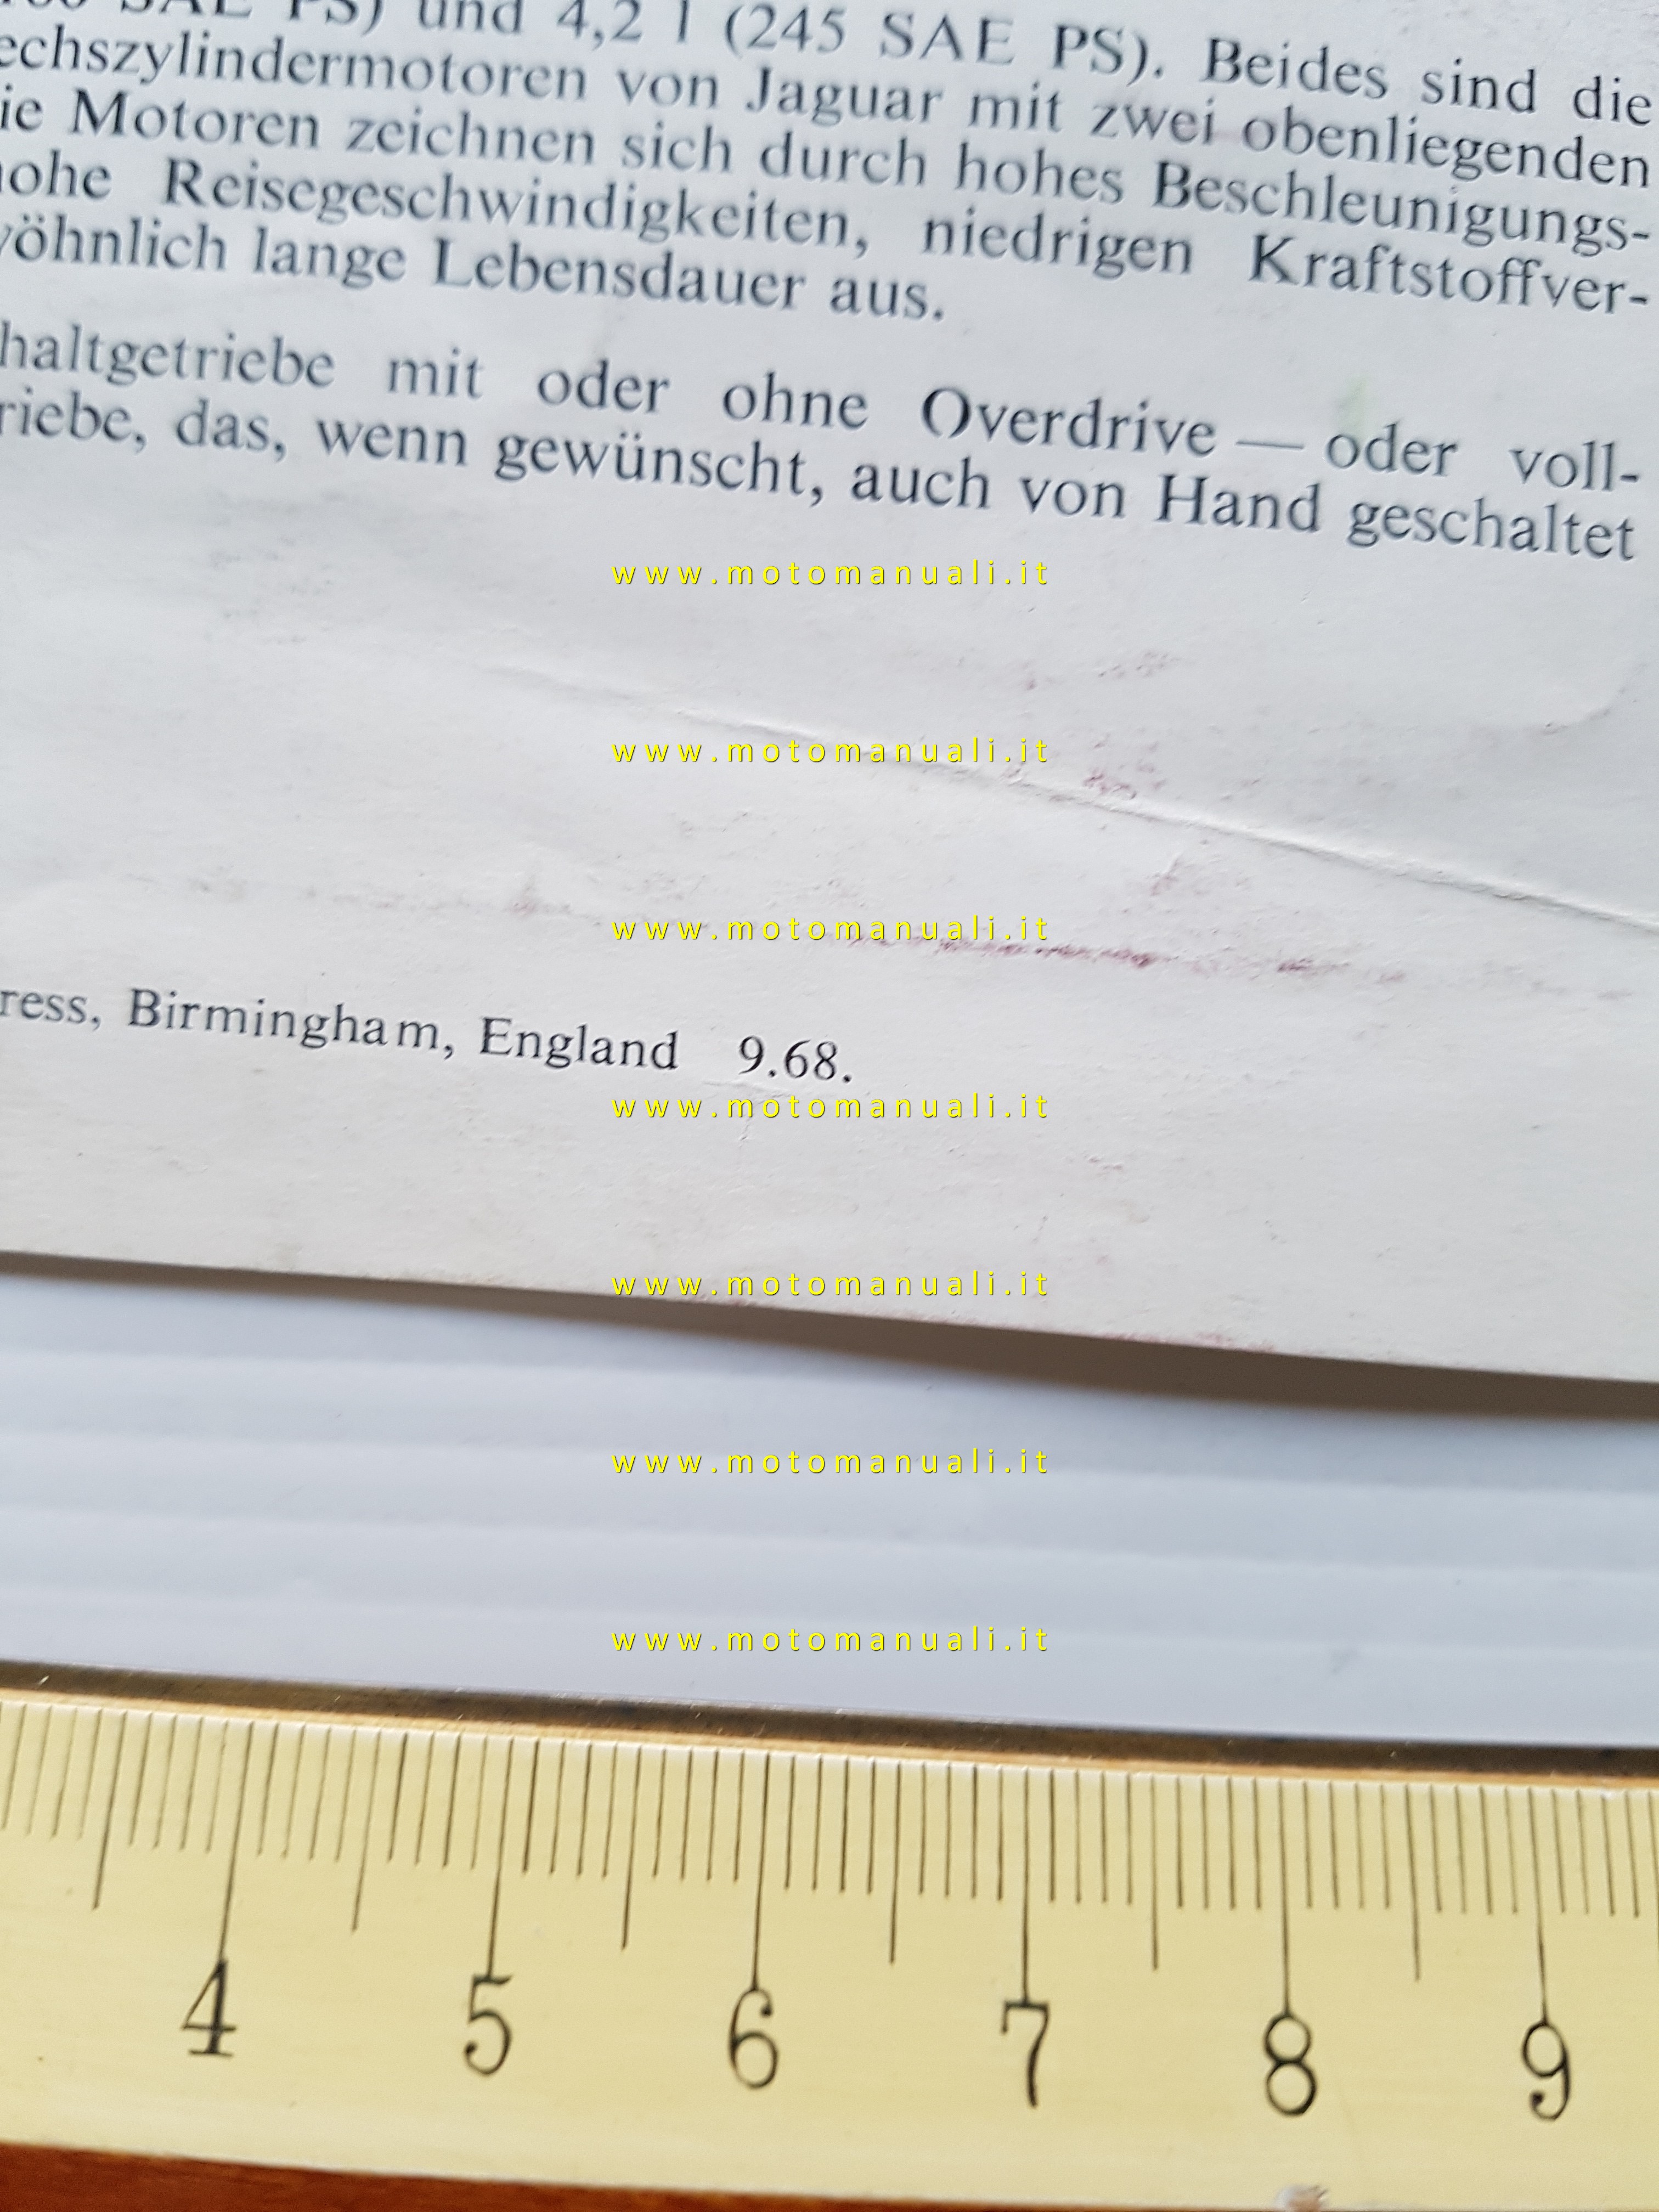 SAE PS) und 4,2 l (245 SAE PS). Beides sind die
echszylindermotoren von Jaguar mit zwei obenliegenden
ie Motoren zeichnen sich durch hohes Beschleunigungs-
ohe Reisegeschwindigkeiten, niedrigen Kraftstoffver-
öhnlich lange Lebensdauer aus.
haltgetriebe mit oder ohne Overdrive — oder voll-
riebe, das, wenn gewünscht, auch von Hand geschaltet
www.motomanuali.it
www.motomanuali.it
www.motomanuali.it
ress, Birmingham, England 9.68.
www.motomanuali.it
www.motomanuali.it
www.motomanuali.it
www.motomanuali.it
4 5 6 7 8 9